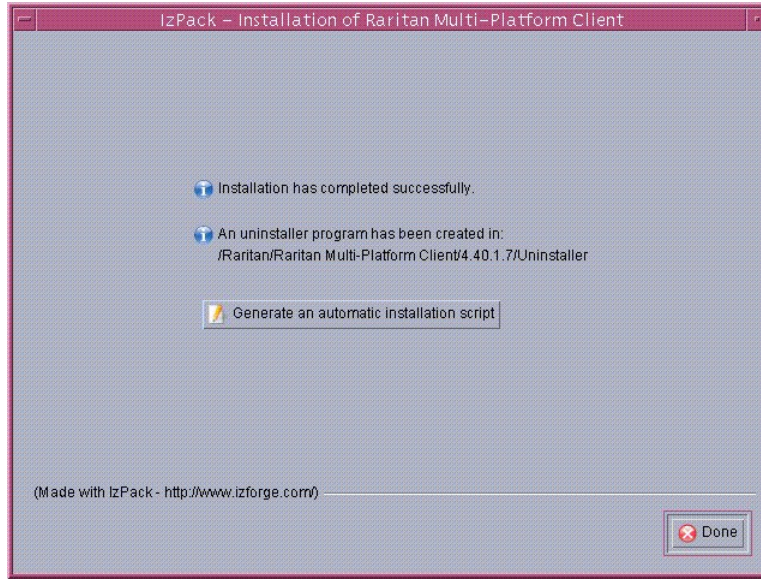 IzPack – Installation of Raritan Multi–Platform Client
Installation has completed successfully.
An uninstaller program has been created in:
/Raritan/Raritan Multi-Platform Client/4.40.1.7/Uninstaller
Generate an automatic installation script
(Made with IzPack - http://www.izforge.com/)
Done